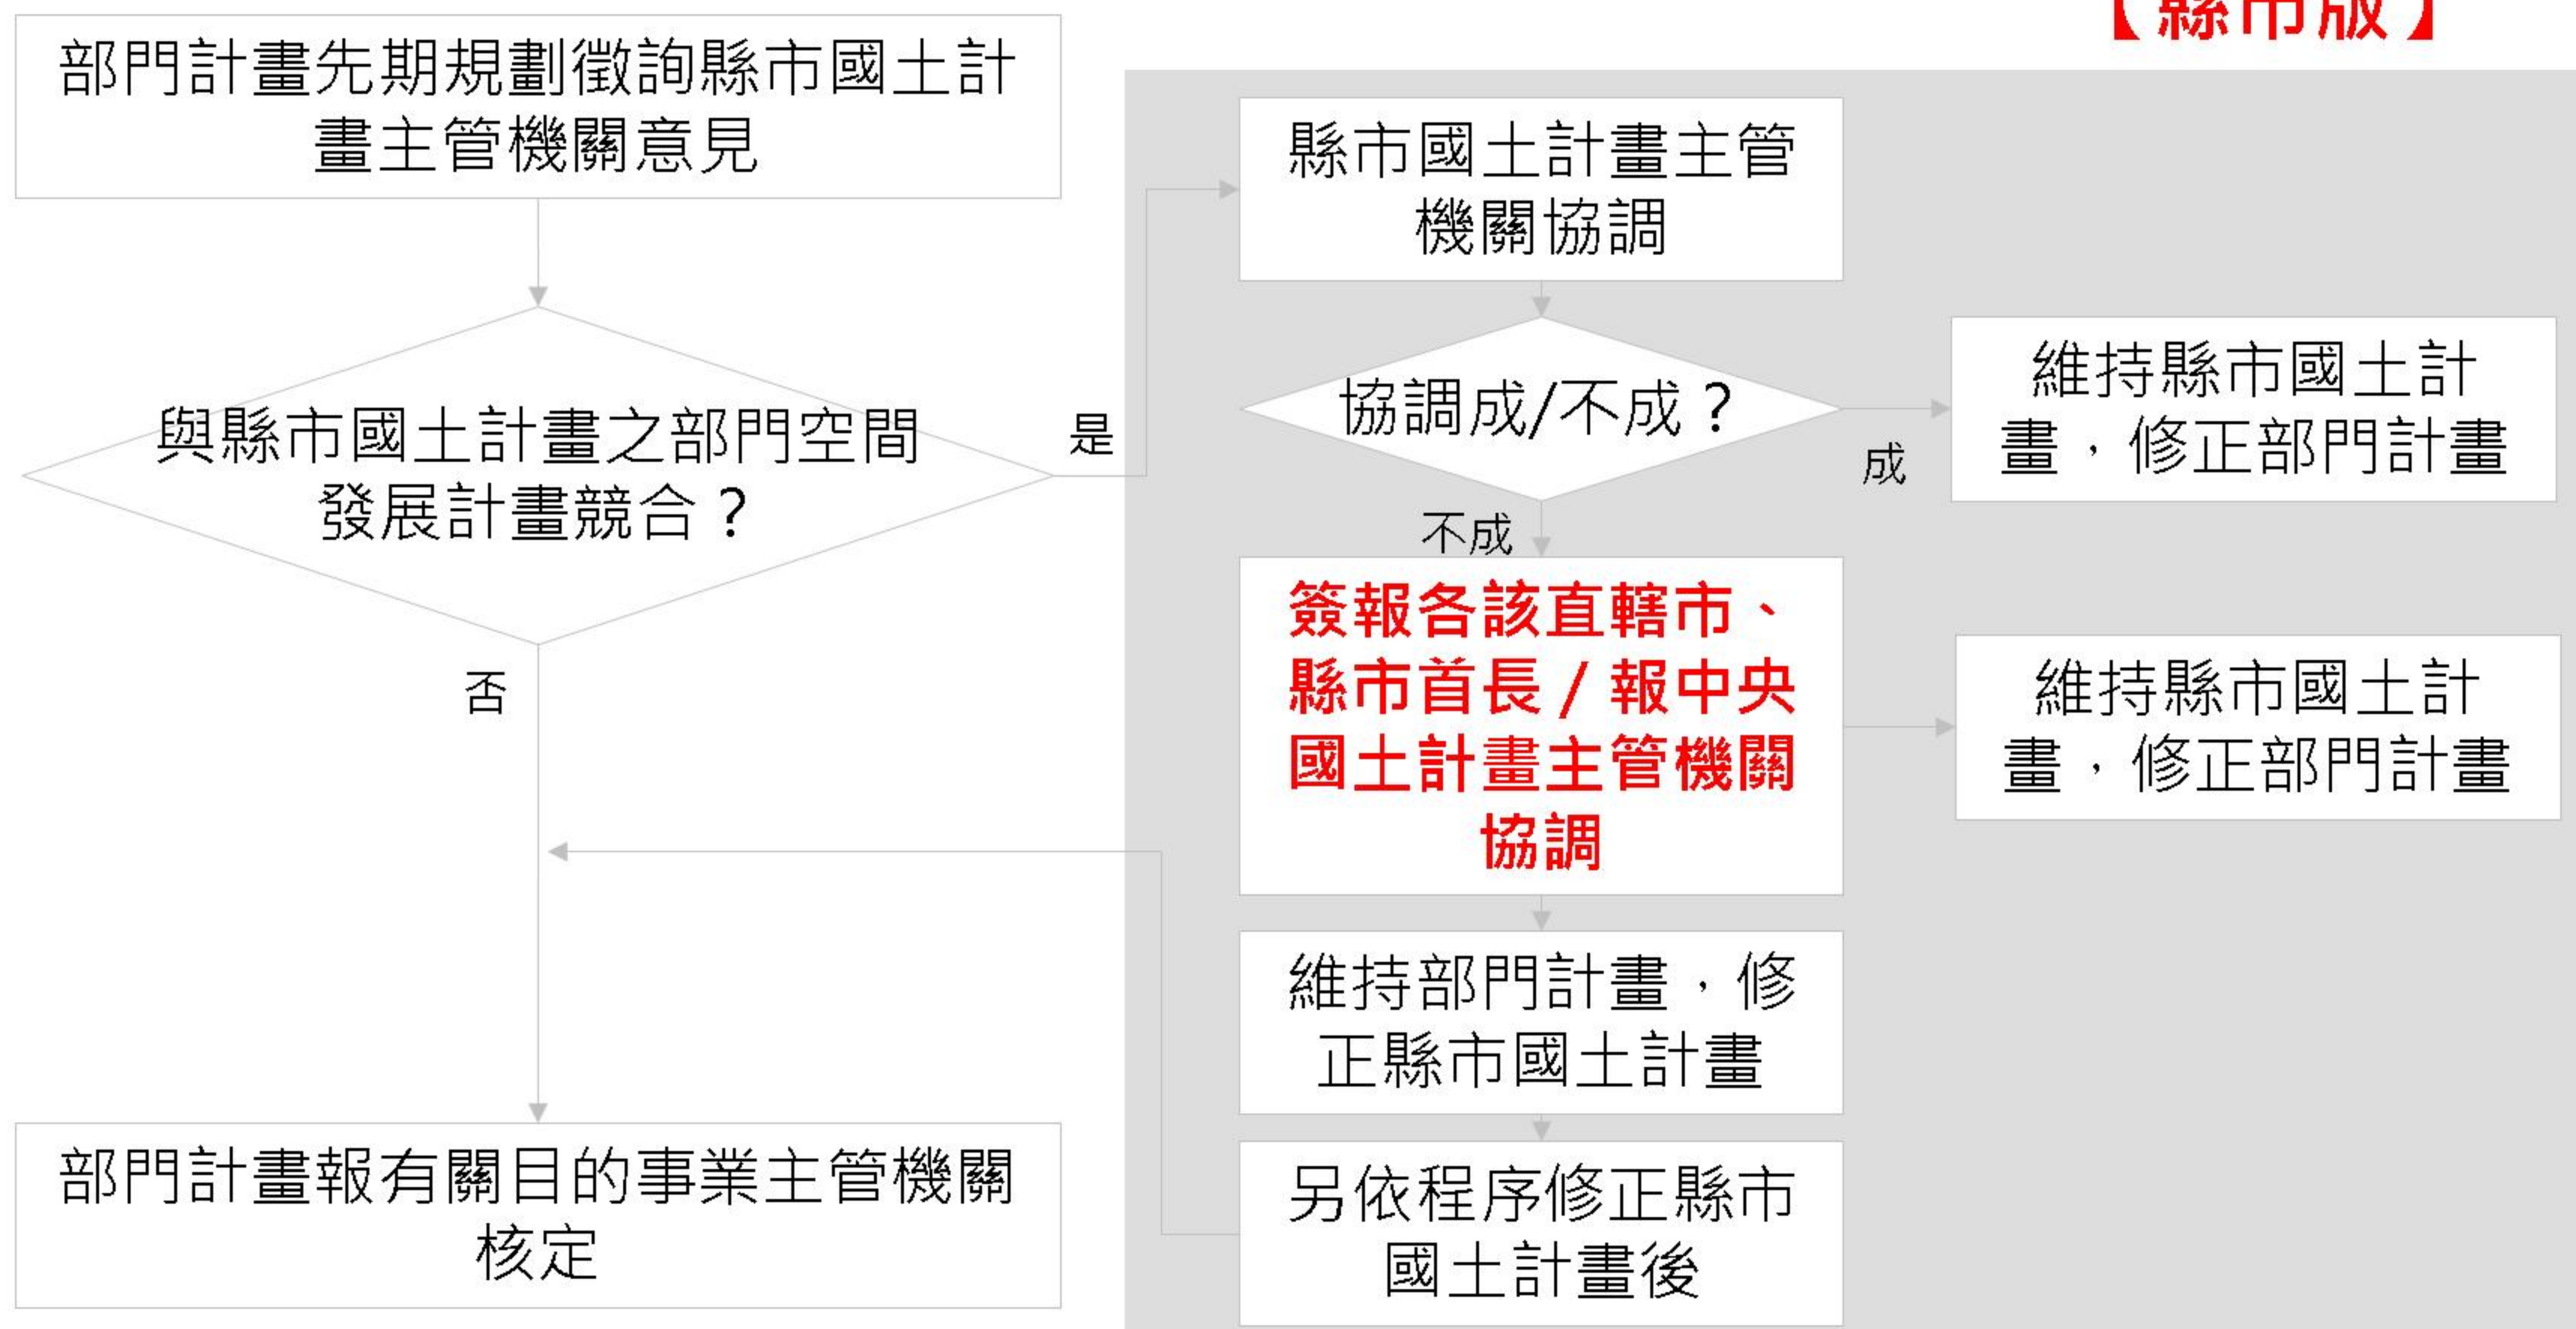 【縣市版】
部門計畫先期規劃徵詢縣市國土計
畫主管機關意見
與縣市國土計畫之部門空間
發展計畫競合？
是
否
縣市國土計畫主管
機關協調
協調成/不成？
成
維持縣市國土計
畫，修正部門計畫
不成
簽報各該直轄市、
縣市首長 / 報中央
國土計畫主管機關
協調
維持縣市國土計
畫，修正部門計畫
維持部門計畫，修
正縣市國土計畫
另依程序修正縣市
國土計畫後
部門計畫報有關目的事業主管機關
核定